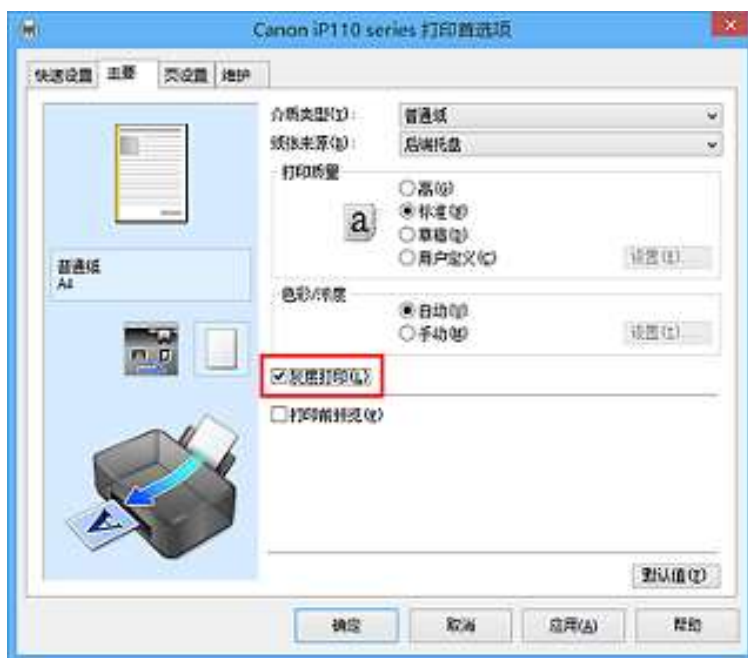 Canon iP110 series 打印首选项
快速设置 主要 页设置 维护
介质类型(Y): 普通纸
纸张来源(P): 后端托盘
打印质量
高(G)
a
标准(D)
草稿(Q)
用户定义(C) 设置(E)...
普通纸
A4
色彩/浓度
自动(U)
手动(M) 设置(T)...
灰度打印(L)
打印前预览(V)
A
默认值(F)
确定 取消 应用(A) 帮助